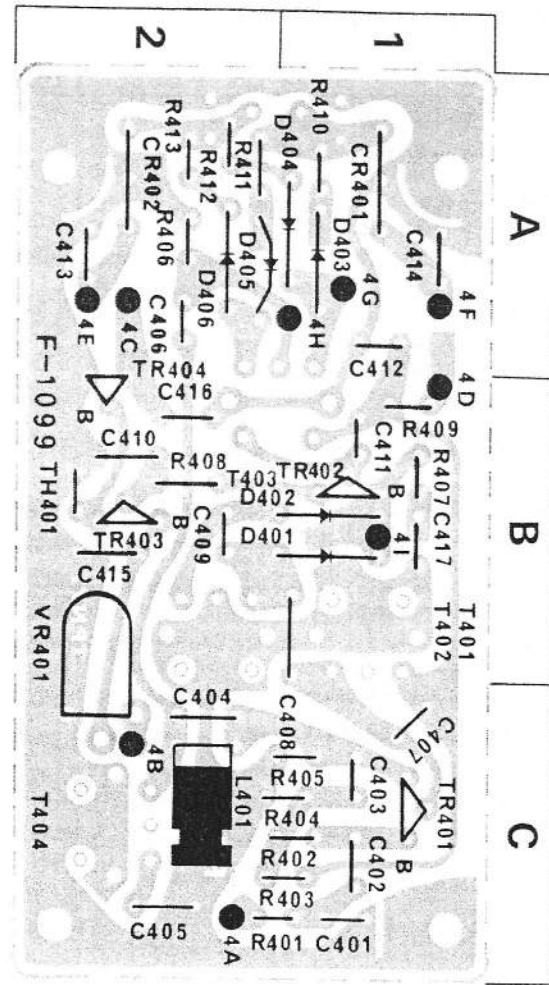 2
1
A
B
C
R413
CR402
R412
R411
D404
R410
CR401
C413
R406
D406
D405
D403
4G
C414
4F
4E
4C
C406
4H
C412
4D
F-1099
TR404
B
C416
C410
R408
T403
TR402
C411
R409
B
R407
TH401
TR403
B
C409
D402
D401
4I
C417
C415
VR401
T402
T401
C404
4B
L401
C408
C407
R405
C403
TR401
R404
R402
C402
B
T404
R403
C405
4A
R401
C401